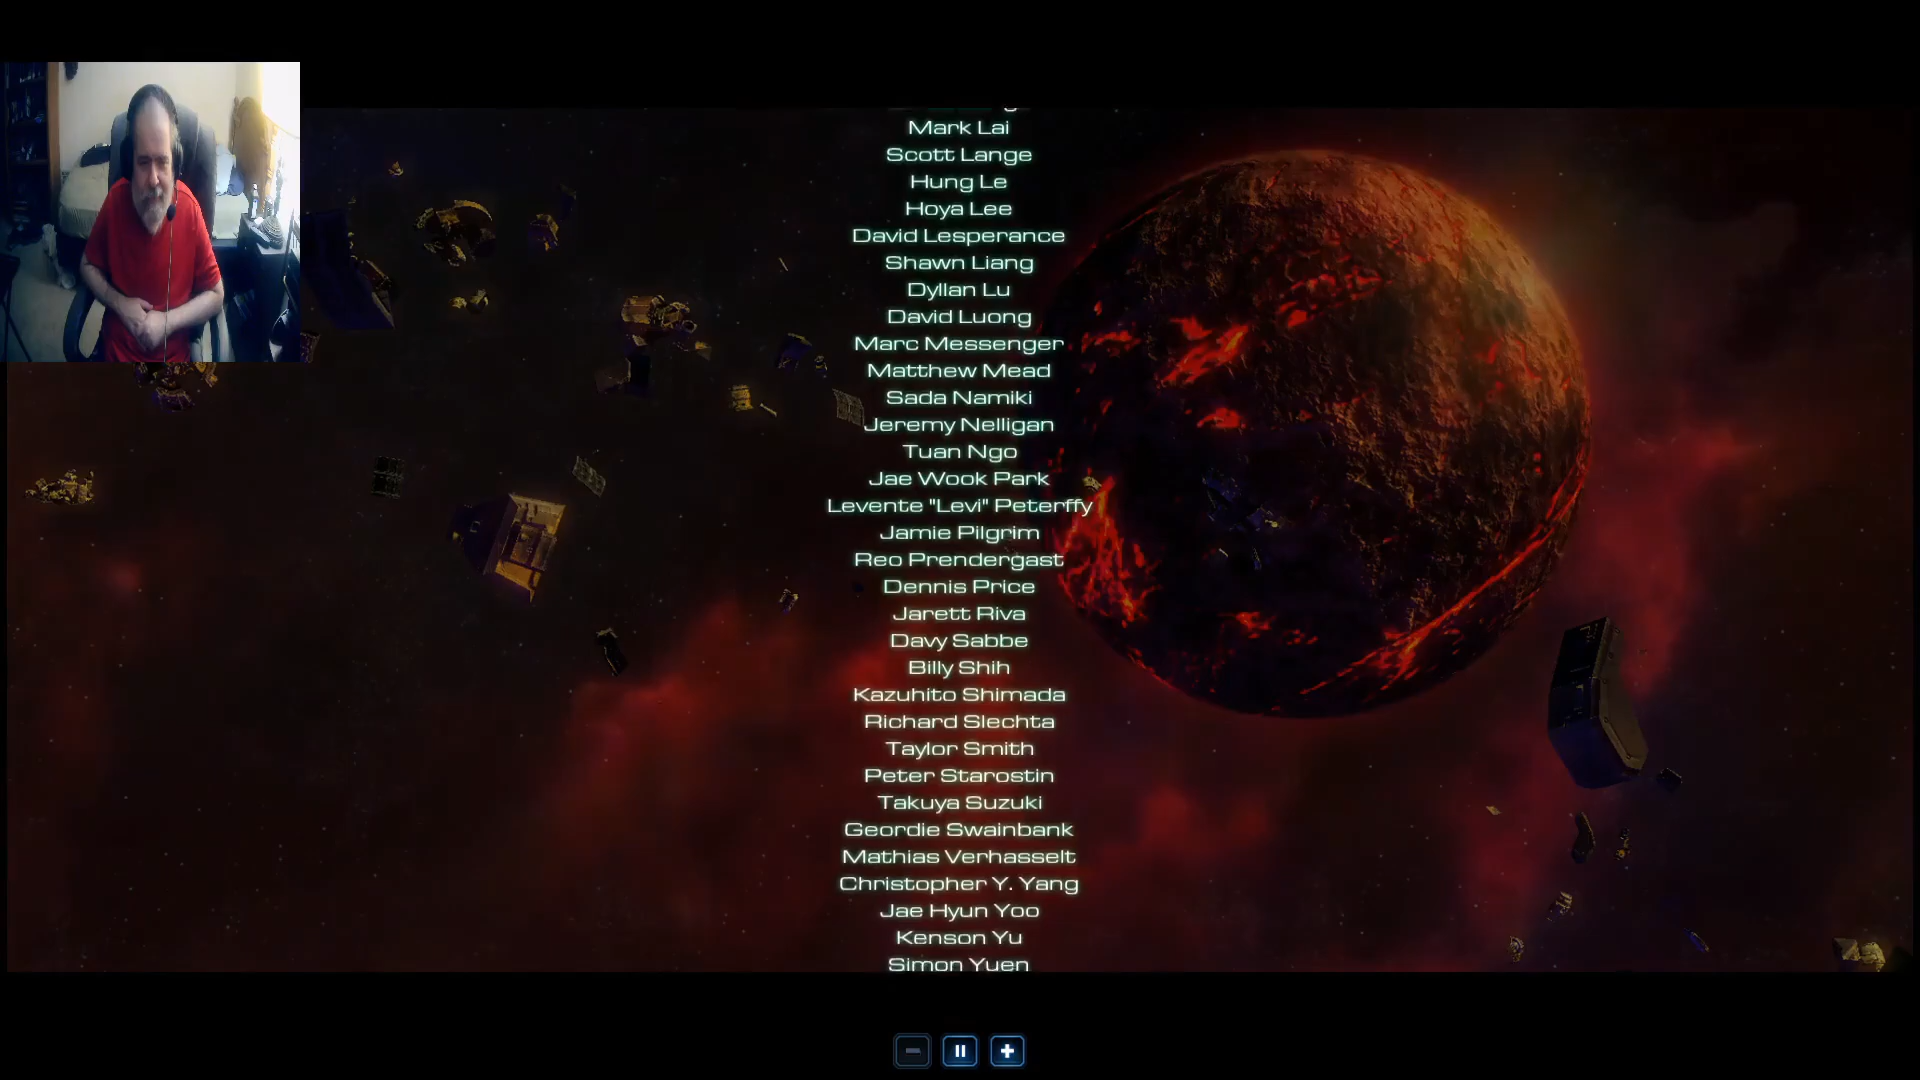 Mark Lai
Scott Lange
Hung Le
Hoya Lee
David Lesperance
Shawn Liang
Dyllan Lu
David Luong
Marc Messenger
Matthew Mead
Sada Namiki
Jeremy Nelligan
Tuan Ngo
Jae Wook Park
Levente "Levi" Peterffy
Jamie Pilgrim
Reo Prendergast
Dennis Price
Jarett Riva
Davy Sabbe
Billy Shih
Kazuhito Shimada
Richard Slechta
Taylor Smith
Peter Starostin
Takuya Suzuki
Geordie Swainbank
Mathias Verhasselt
Christopher Y. Yang
Jae Hyun Yoo
Kenson Yu
Simon Yuen